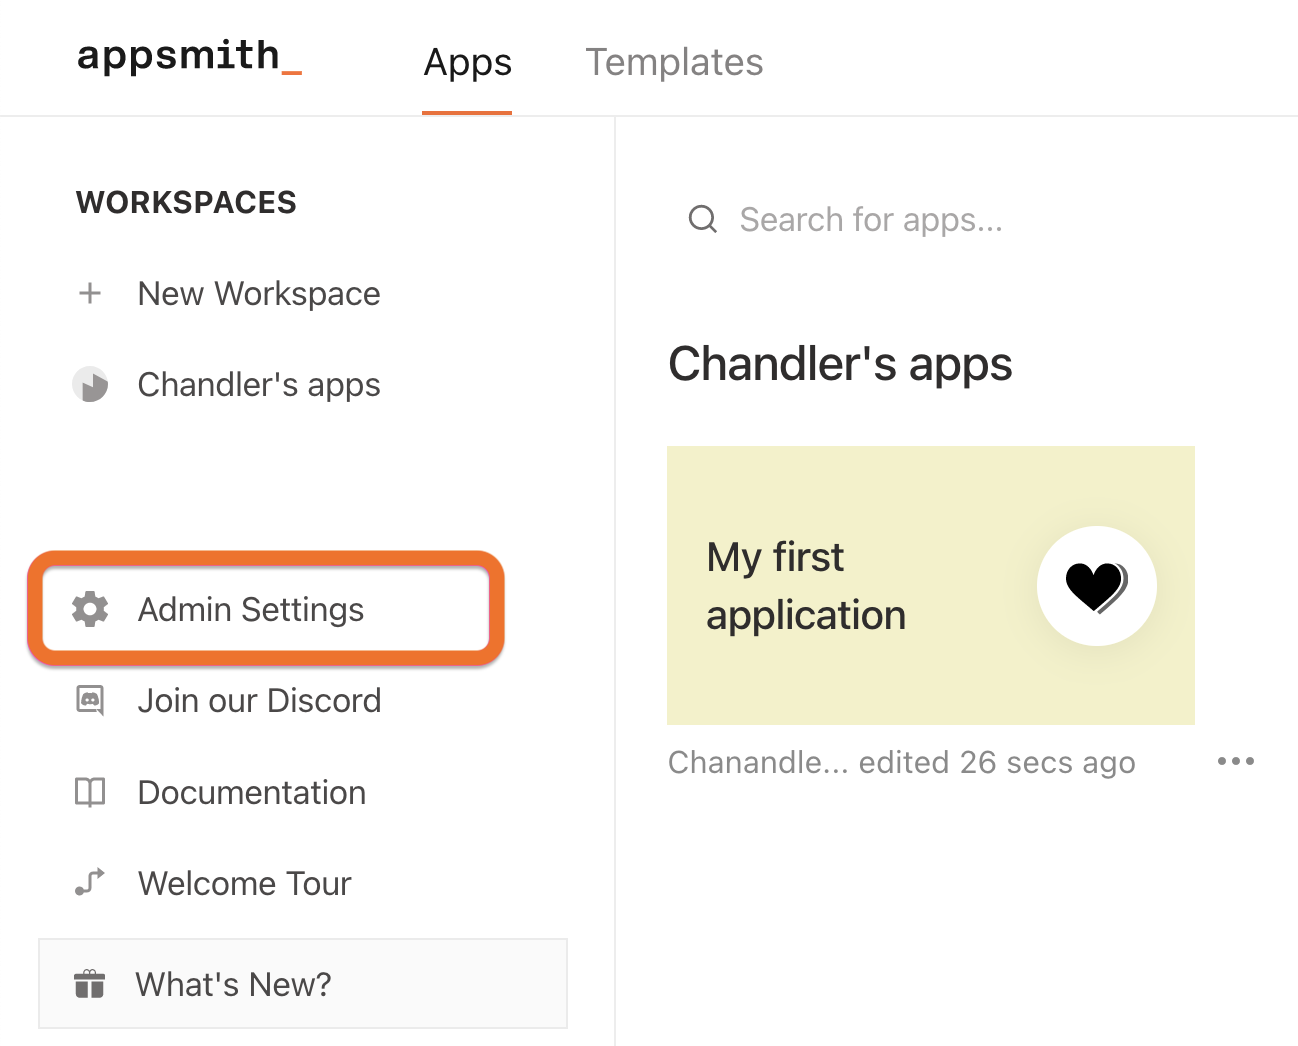 appsmith_
Apps
Templates
WORKSPACES
New Workspace
Chandler's apps
Admin Settings
Join our Discord
Documentation
Welcome Tour
What's New?
Search for apps...
Chandler's apps
My first
application
Chanandle... edited 26 secs ago